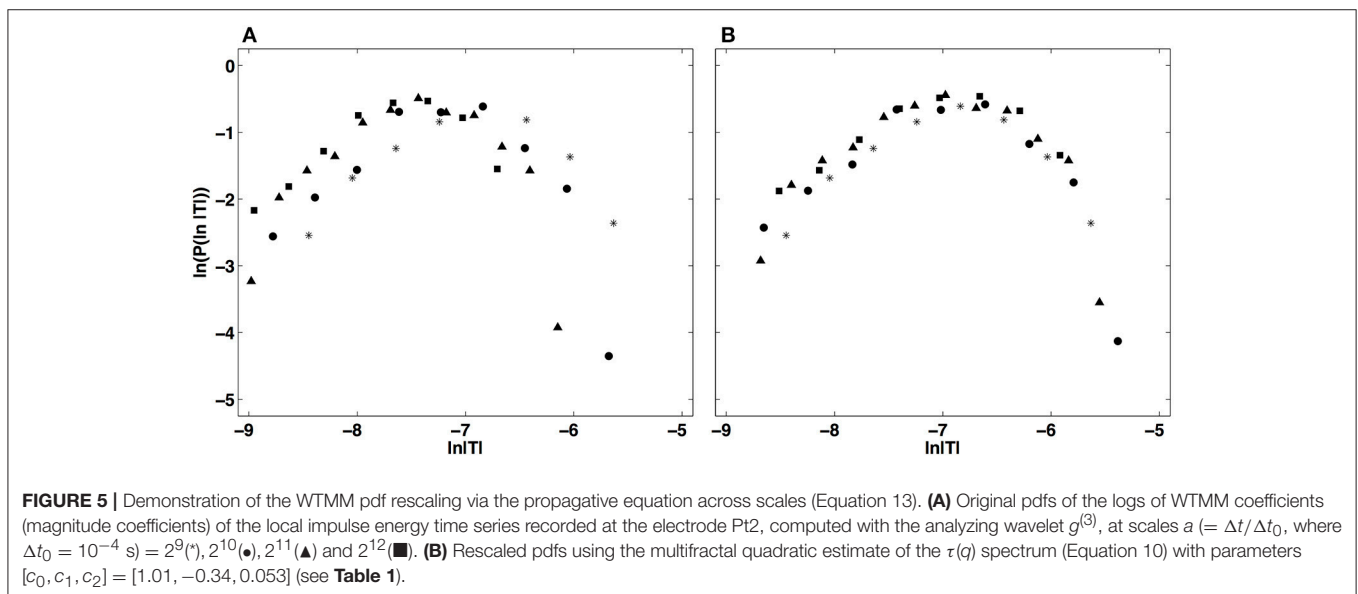 A
B
0
−1
−2
−3
−4
−5
ln(P(ln |T|))
−9 −8 −7 −6 −5
ln|T|
−9 −8 −7 −6 −5
ln|T|
FIGURE 5 | Demonstration of the WTMM pdf rescaling via the propagative equation across scales (Equation 13). (A) Original pdfs of the logs of WTMM coefficients
(magnitude coefficients) of the local impulse energy time series recorded at the electrode Pt2, computed with the analyzing wavelet g⁽³⁾, at scales a (= Δt/Δt₀, where
Δt₀ = 10⁻⁴ s) = 2⁹(*), 2¹⁰(●), 2¹¹(▲) and 2¹²(■). (B) Rescaled pdfs using the multifractal quadratic estimate of the τ(q) spectrum (Equation 10) with parameters
[c₀, c₁, c₂] = [1.01, −0.34, 0.053] (see Table 1).